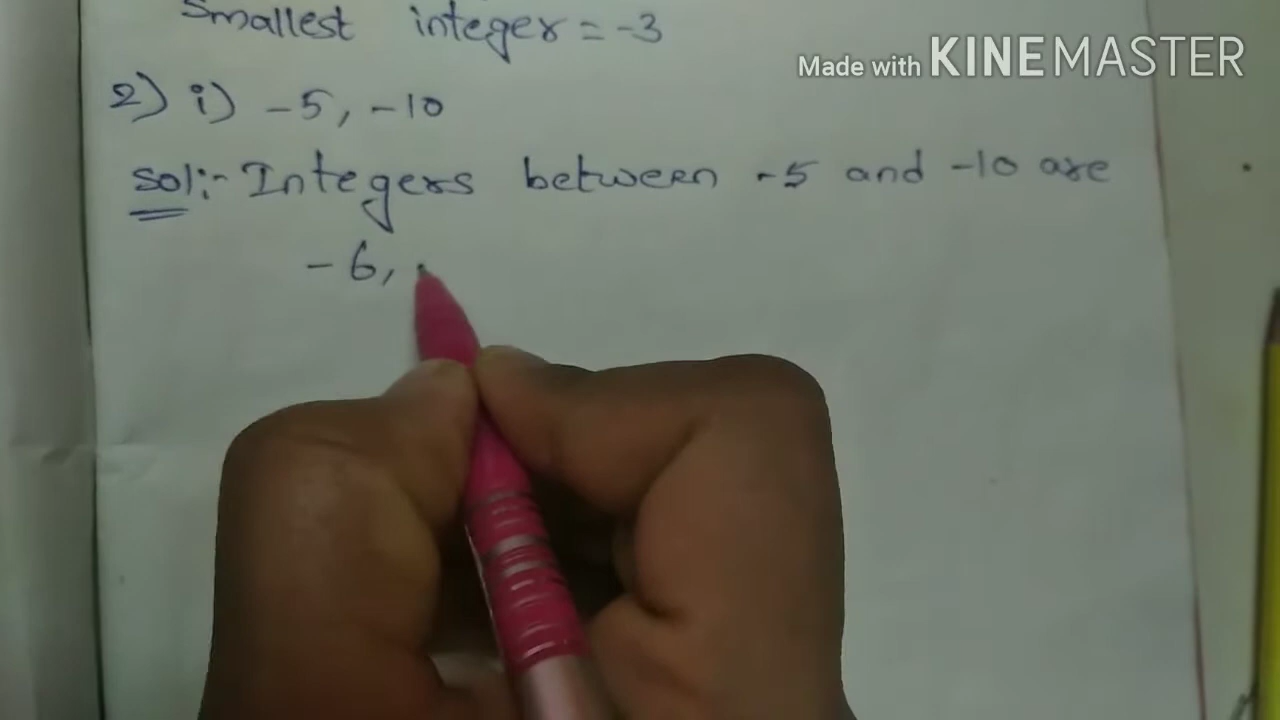 Smallest integer = -3
Made with KINEMASTER
2) i) -5, -10
Sol:- Integers between -5 and -10 are
-6,